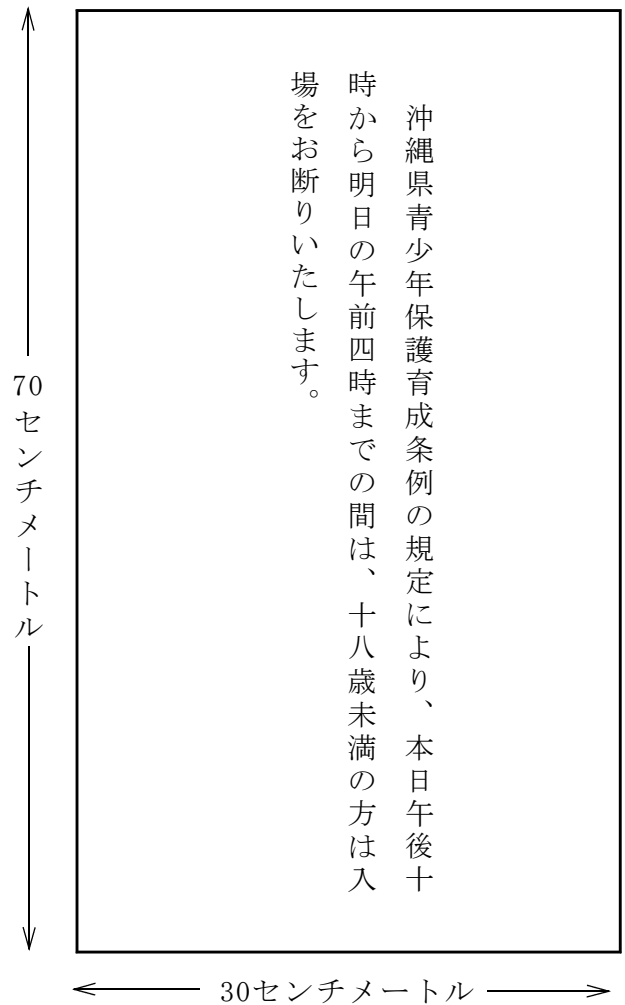 沖縄県青少年保護育成条例の規定により、本日午後十
時から明日の午前四時までの間は、十八歳未満の方は入
場をお断りいたします。
70センチメートル
30センチメートル